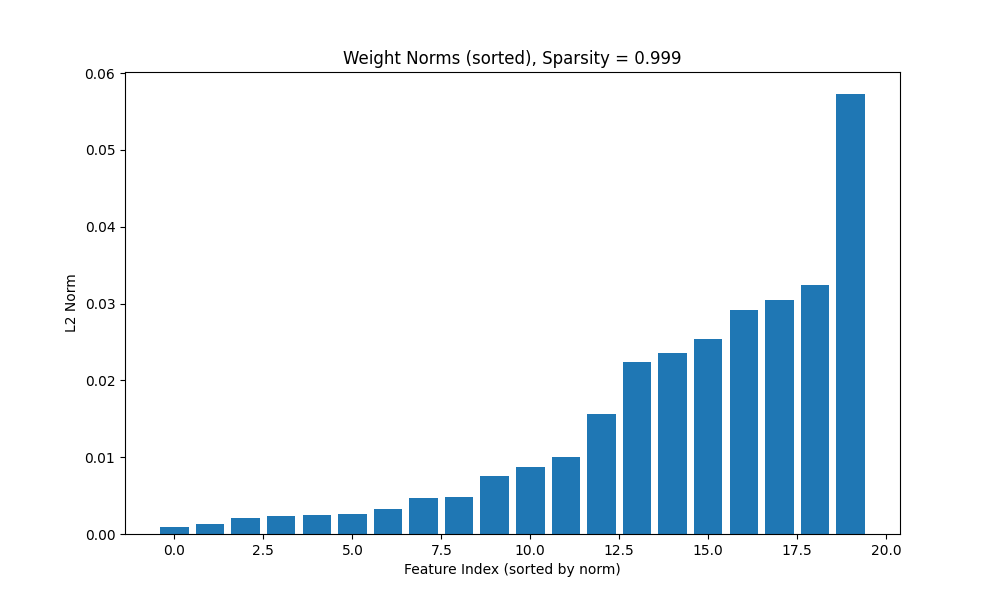 Weight Norms (sorted), Sparsity = 0.999
0.06
0.05
0.04
0.03
0.02
0.01
0.00
L2 Norm
0.0 2.5 5.0 7.5 10.0 12.5 15.0 17.5 20.0
Feature Index (sorted by norm)